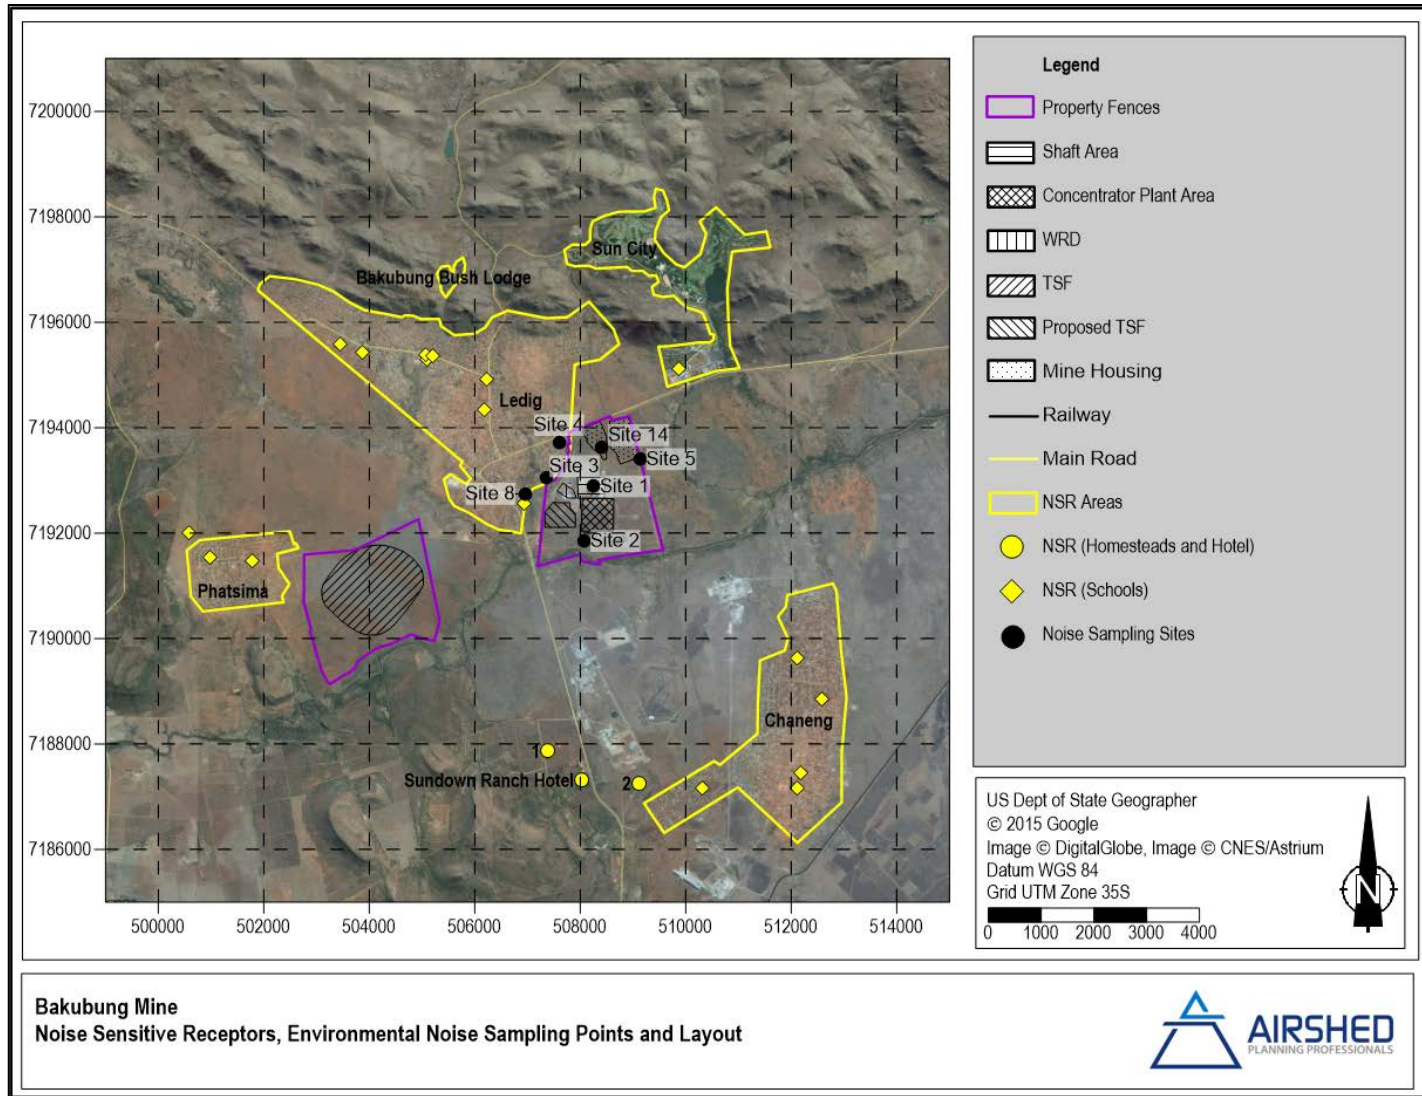 7200000
7198000
7196000
7194000
7192000
7190000
7188000
7186000
500000 502000 504000 506000 508000 510000 512000 514000
Sun City
Bakubung Bush Lodge
Ledig
Site 4
Site 14
Site 3
Site 5
Site 8
Site 1
Site 2
Phatsima
Chaneng
1
Sundown Ranch Hotel
2
Legend
Property Fences
Shaft Area
Concentrator Plant Area
WRD
TSF
Proposed TSF
Mine Housing
Railway
Main Road
NSR Areas
NSR (Homesteads and Hotel)
NSR (Schools)
Noise Sampling Sites
US Dept of State Geographer
© 2015 Google
Image © DigitalGlobe, Image © CNES/Astrium
Datum WGS 84
Grid UTM Zone 35S
0 1000 2000 3000 4000
N
Bakubung Mine
Noise Sensitive Receptors, Environmental Noise Sampling Points and Layout
AIRSHED
PLANNING PROFESSIONALS